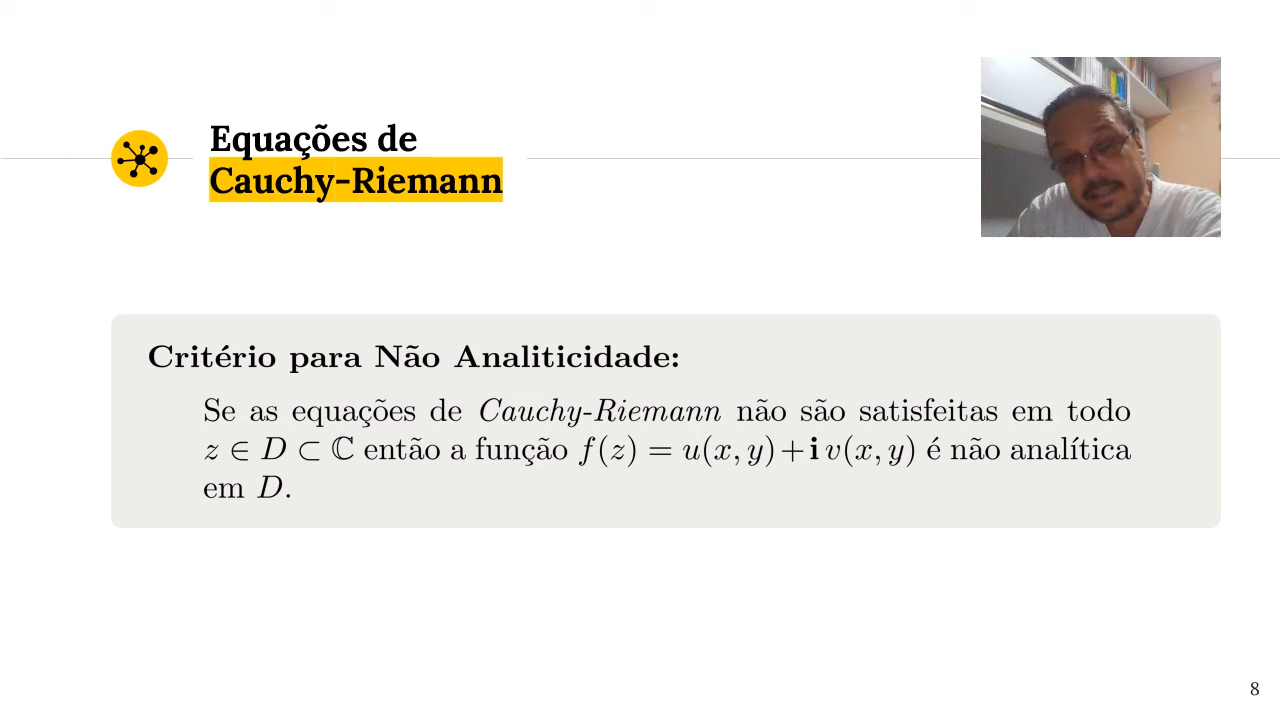 Equações de
Cauchy-Riemann
Critério para Não Analiticidade:
Se as equações de Cauchy-Riemann não são satisfeitas em todo
z ∈ D ⊂ ℂ então a função f(z) = u(x, y) + i v(x, y) é não analítica
em D.
8